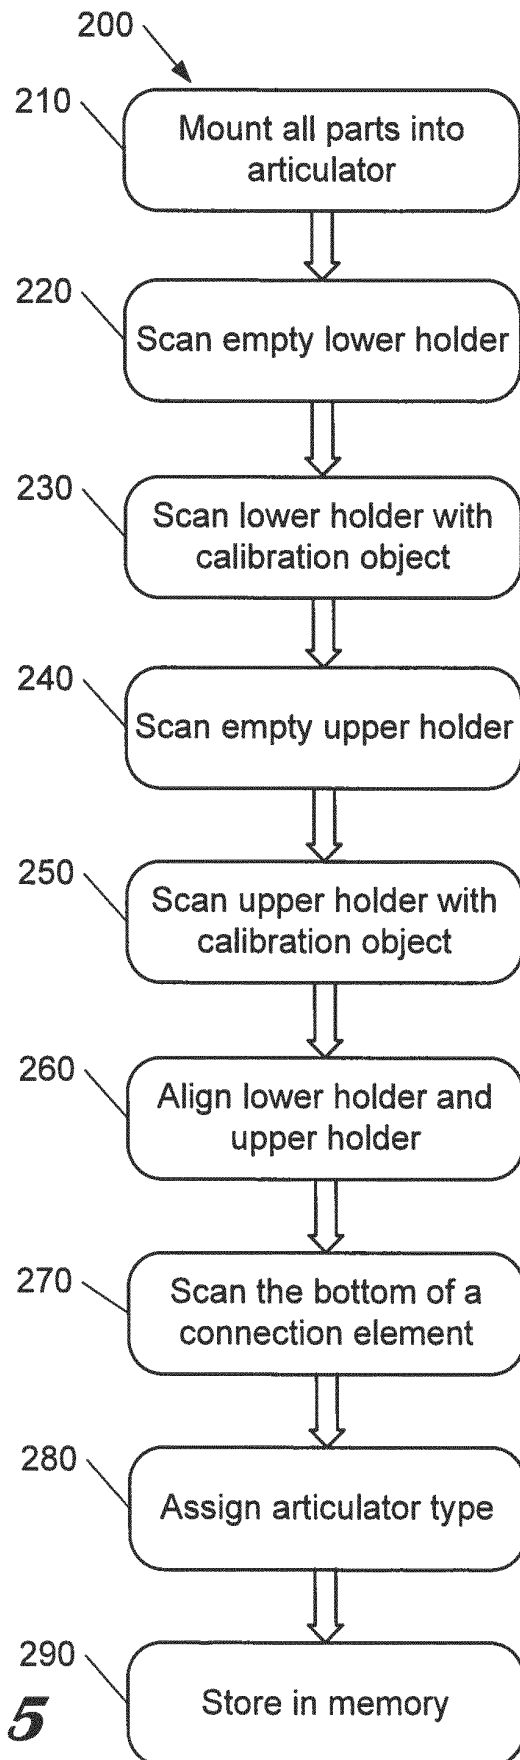 200
210
Mount all parts into
articulator
220
Scan empty lower holder
230
Scan lower holder with
calibration object
240
Scan empty upper holder
250
Scan upper holder with
calibration object
260
Align lower holder and
upper holder
270
Scan the bottom of a
connection element
280
Assign articulator type
290
Store in memory
5